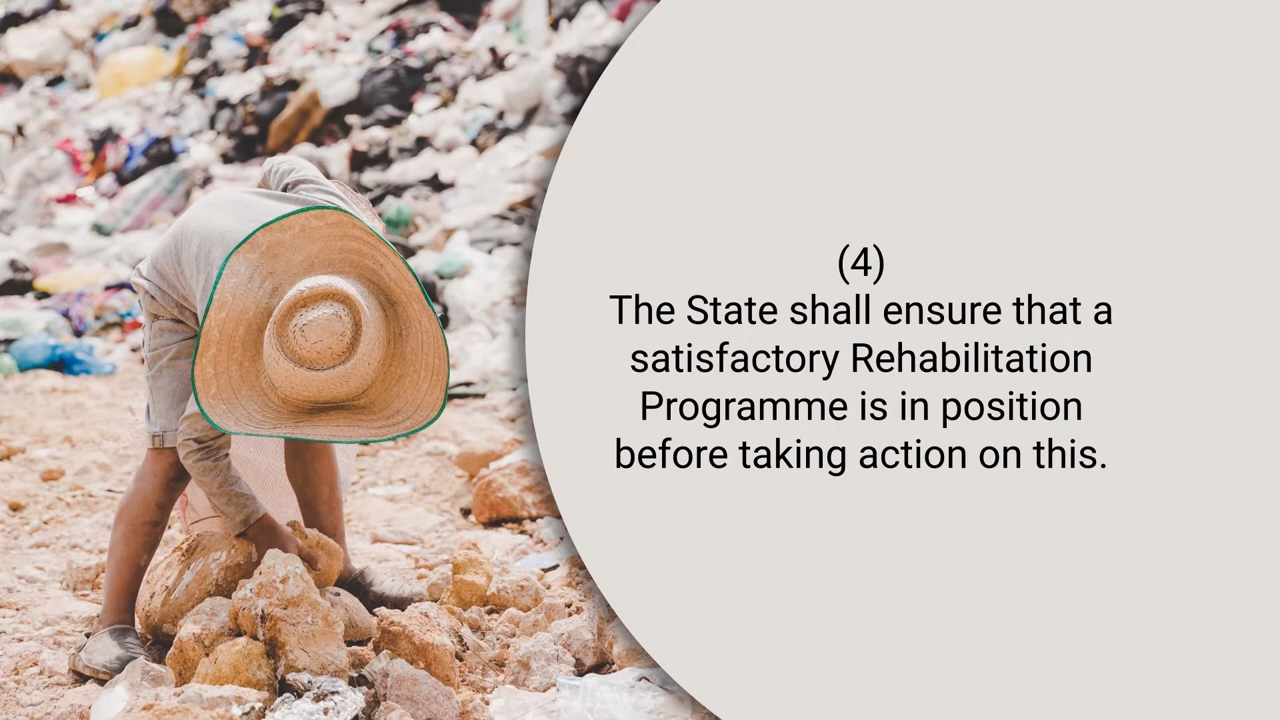 (4)
The State shall ensure that a
satisfactory Rehabilitation
Programme is in position
before taking action on this.